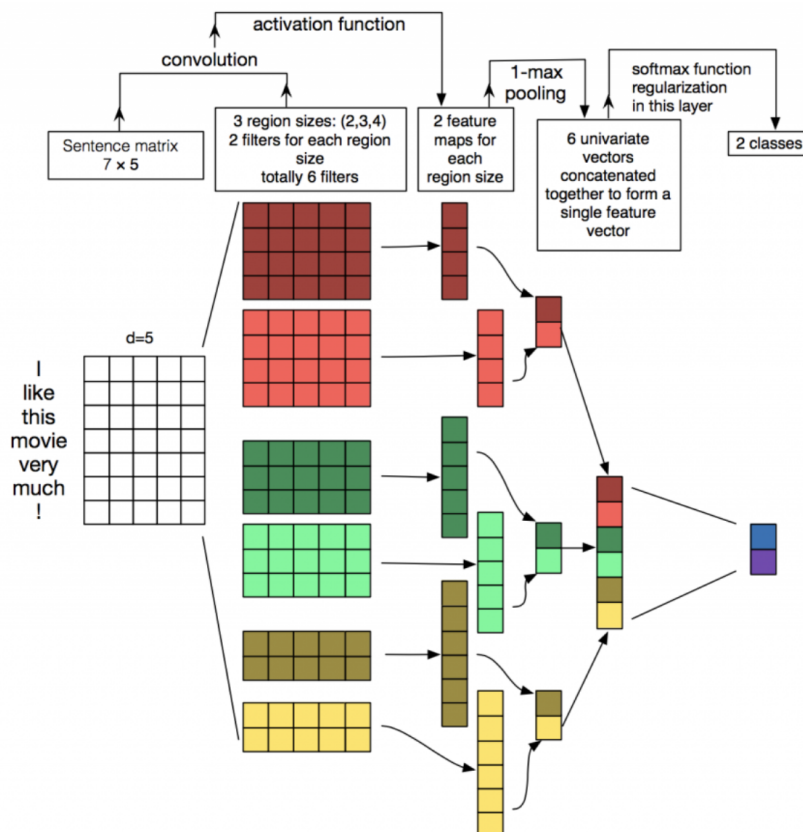 activation function
convolution
1-max
pooling
softmax function
regularization
in this layer
Sentence matrix
7 × 5
3 region sizes: (2,3,4)
2 filters for each region
size
totally 6 filters
2 feature
maps for
each
region size
6 univariate
vectors
concatenated
together to form a
single feature
vector
2 classes
d=5
I
like
this
movie
very
much
!